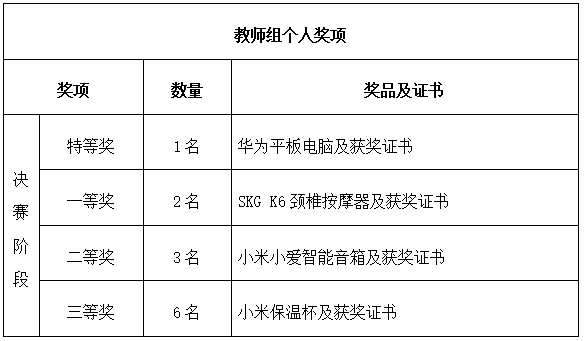 教师组个人奖项
奖项 数量 奖品及证书
决赛阶段
特等奖 1名 华为平板电脑及获奖证书
一等奖 2名 SKG K6颈椎按摩器及获奖证书
二等奖 3名 小米小爱智能音箱及获奖证书
三等奖 6名 小米保温杯及获奖证书